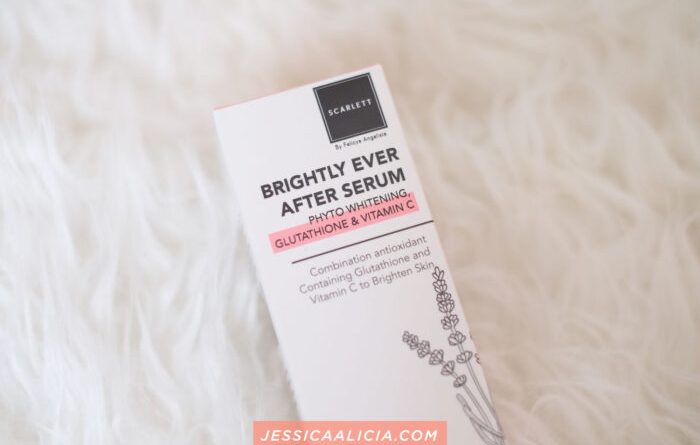 SCARLETT
By Felicya Angelista
BRIGHTLY EVER
AFTER SERUM
PHYTO WHITENING,
GLUTATHIONE & VITAMIN C
Combination antioxidant
Containing Glutathione and
Vitamin C to Brighten Skin
JESSICAALICIA.COM